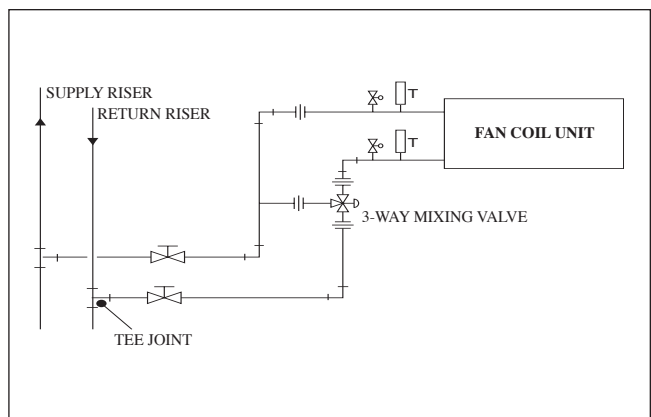 SUPPLY RISER
RETURN RISER
T
T
FAN COIL UNIT
3-WAY MIXING VALVE
TEE JOINT